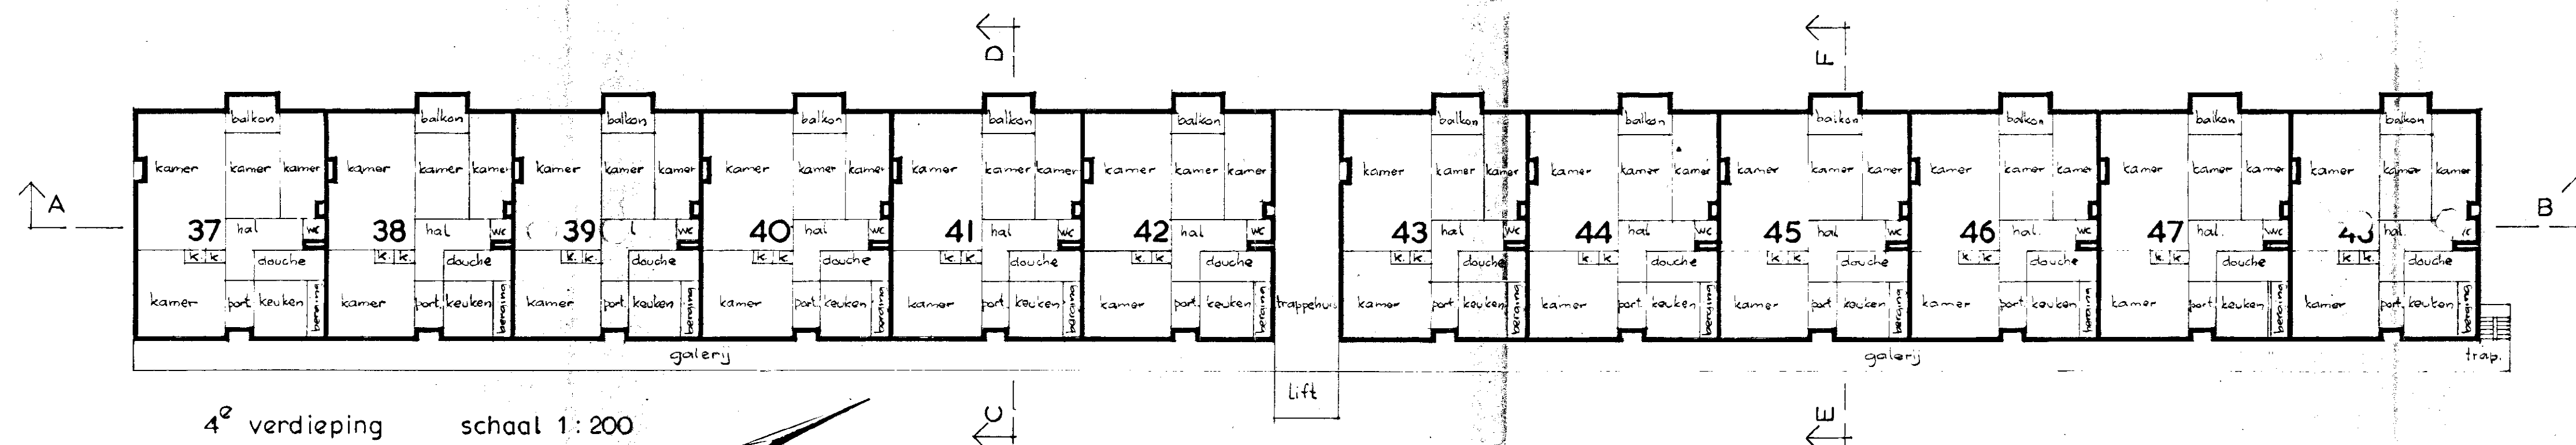 D F
balkon balkon balkon balkon balkon balkon balkon balkon balkon balkon balkon balkon
kamer kamer kamer kamer kamer kamer kamer kamer kamer kamer kamer kamer kamer kamer kamer kamer kamer kamer kamer kamer kamer kamer kamer kamer kamer kamer kamer kamer kamer kamer kamer kamer kamer kamer kamer kamer
A 37 hal wc 38 hal wc 39 wc 40 hal wc 41 hal wc 42 hal wc 43 hal wc 44 hal wc 45 hal wc 46 hal. wc 47 hal. wc hal. B
k. k. douche k. k. douche k. k. douche k. k. douche k. k. douche k. k. douche k. k. douche k. k. douche k. k. douche k. k. douche k. k. douche k. k. douche
kamer port. keuken berging kamer port. keuken berging kamer port. keuken berging kamer port. keuken berging kamer port. keuken berging kamer port. keuken berging trappehuis kamer port. keuken berging kamer port. keuken berging kamer port. keuken berging kamer port. keuken berging kamer port. keuken berging kamer port. keuken berging
galerij galerij trap.
lift
4e verdieping schaal 1:200 C E